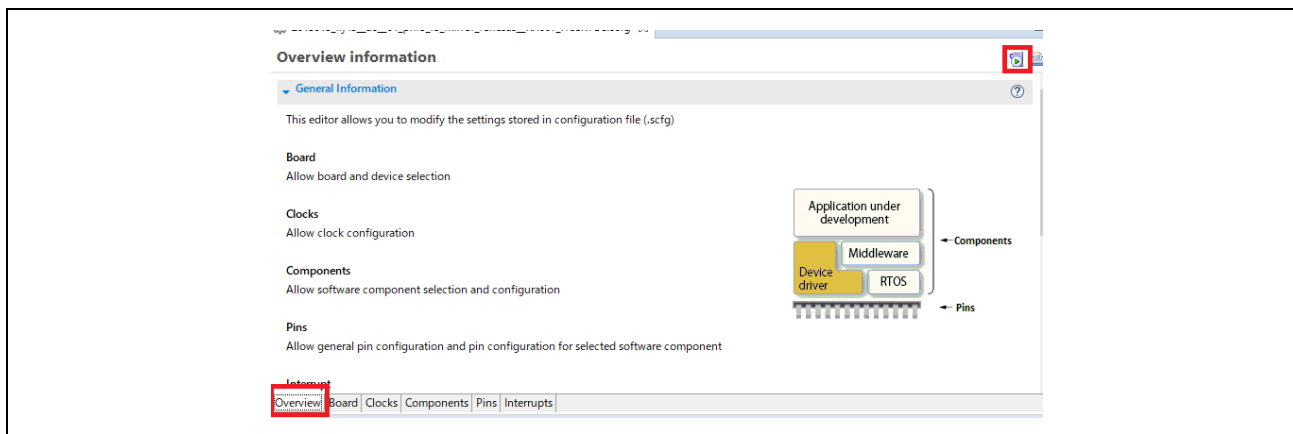 Overview information
General Information
This editor allows you to modify the settings stored in configuration file (.scfg)
Board
Allow board and device selection
Clocks
Allow clock configuration
Components
Allow software component selection and configuration
Pins
Allow general pin configuration and pin configuration for selected software component
Interrupt
Application under
development
Middleware
Device
driver
RTOS
Components
Pins
Overview Board Clocks Components Pins Interrupts